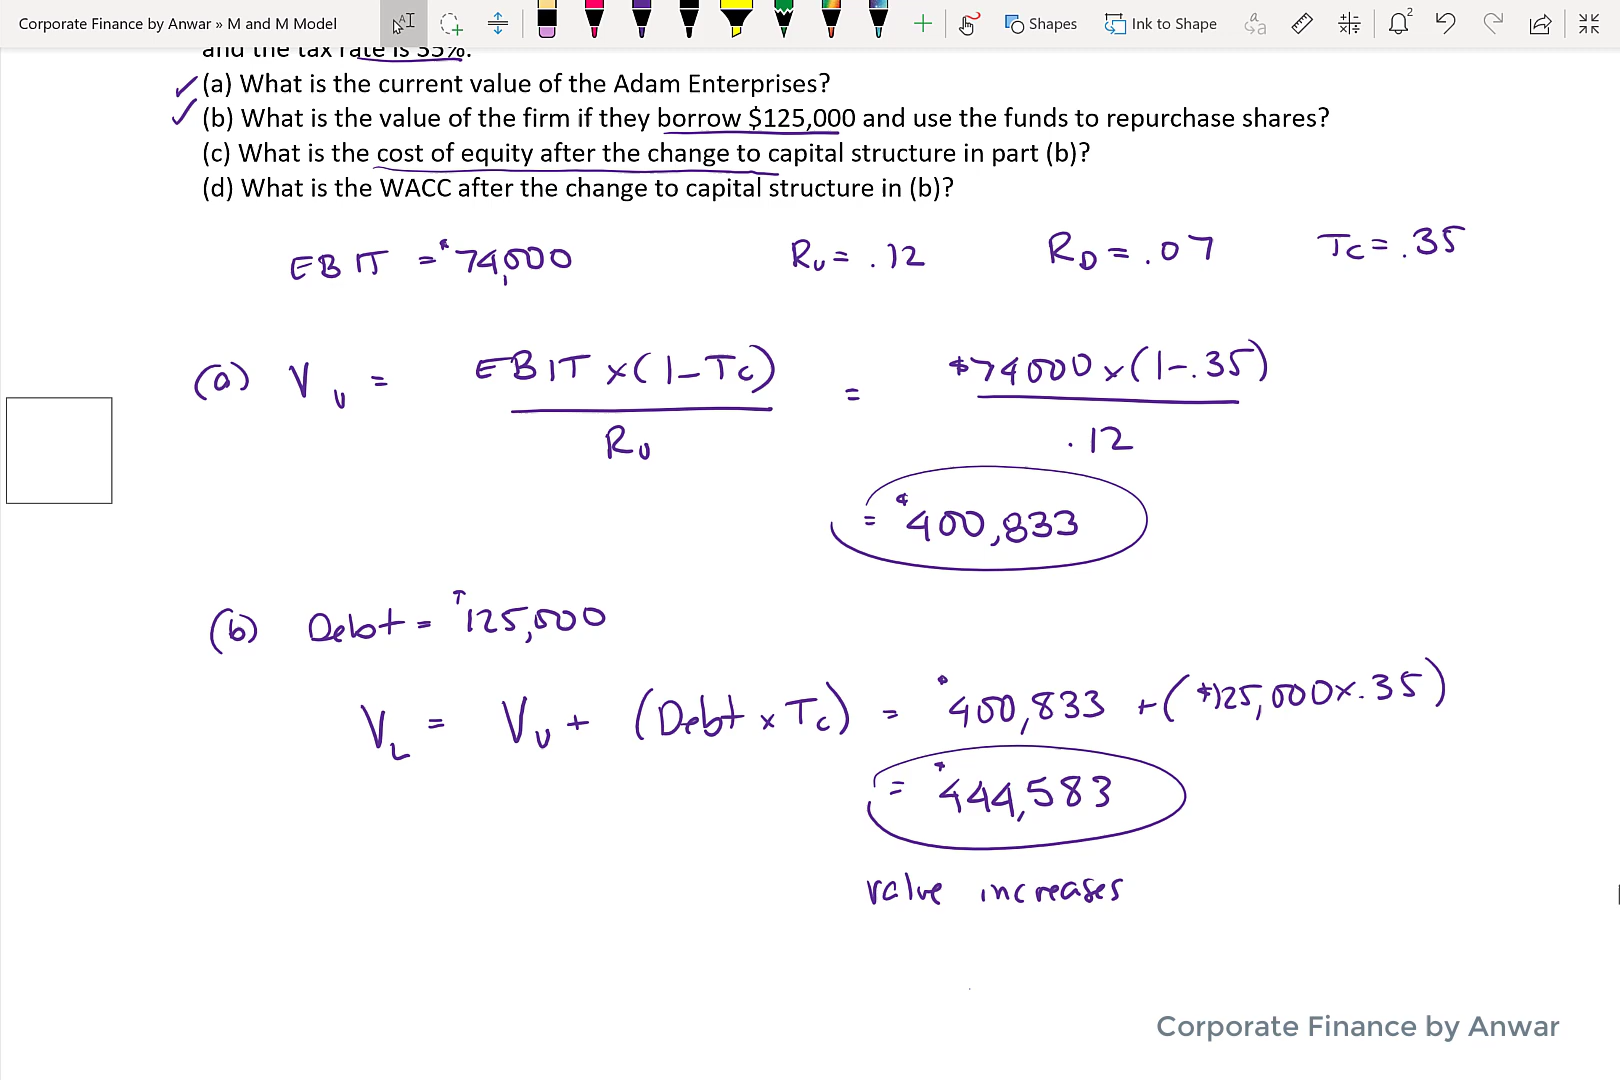 Corporate Finance by Anwar » M and M Model
Shapes
Ink to Shape
2
and the tax rate is 35%.
(a) What is the current value of the Adam Enterprises?
(b) What is the value of the firm if they borrow $125,000 and use the funds to repurchase shares?
(c) What is the cost of equity after the change to capital structure in part (b)?
(d) What is the WACC after the change to capital structure in (b)?
EBIT = $74,000 RU = .12 RD = .07 TC = .35
(a) VU = EBIT x (1 - TC) / RU = $74000 x (1 - .35) / .12
= $400,833
(b) Debt = $125,000
VL = VU + (Debt x TC) = $400,833 + ($125,000 x .35)
= $444,583
value increases
Corporate Finance by Anwar